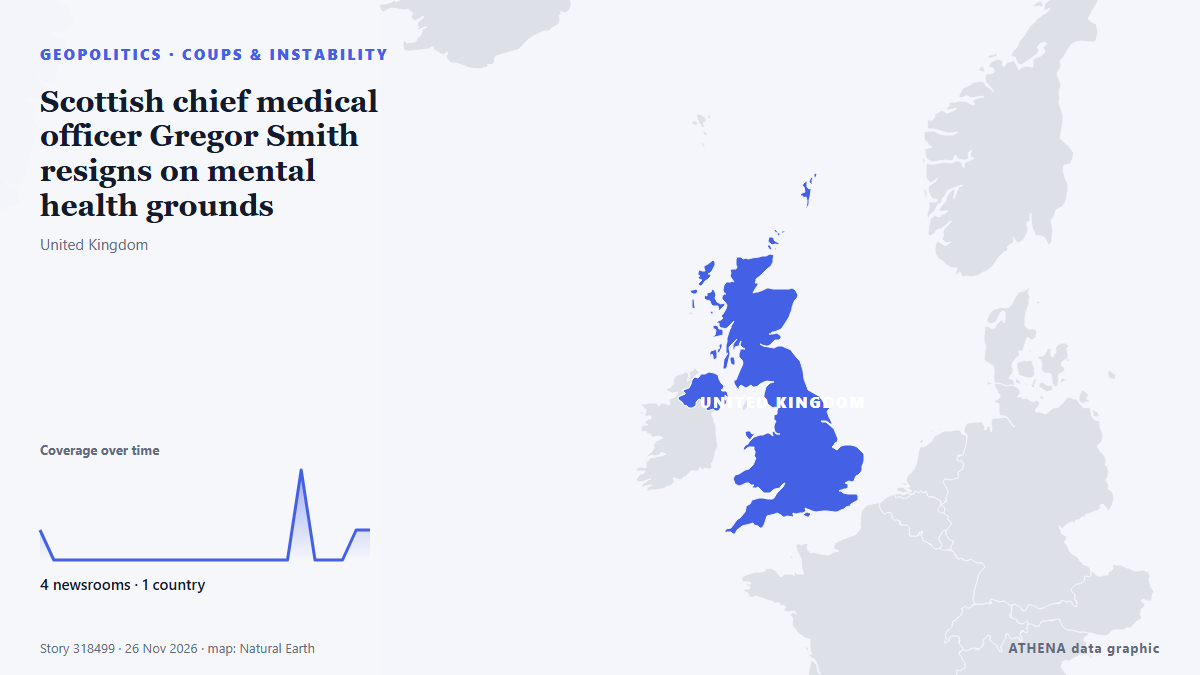 GEOPOLITICS · COUPS & INSTABILITY
Scottish chief medical
officer Gregor Smith
resigns on mental
health grounds
United Kingdom
UNITED KINGDOM
Coverage over time
4 newsrooms · 1 country
Story 318499 · 26 Nov 2026 · map: Natural Earth
ATHENA data graphic